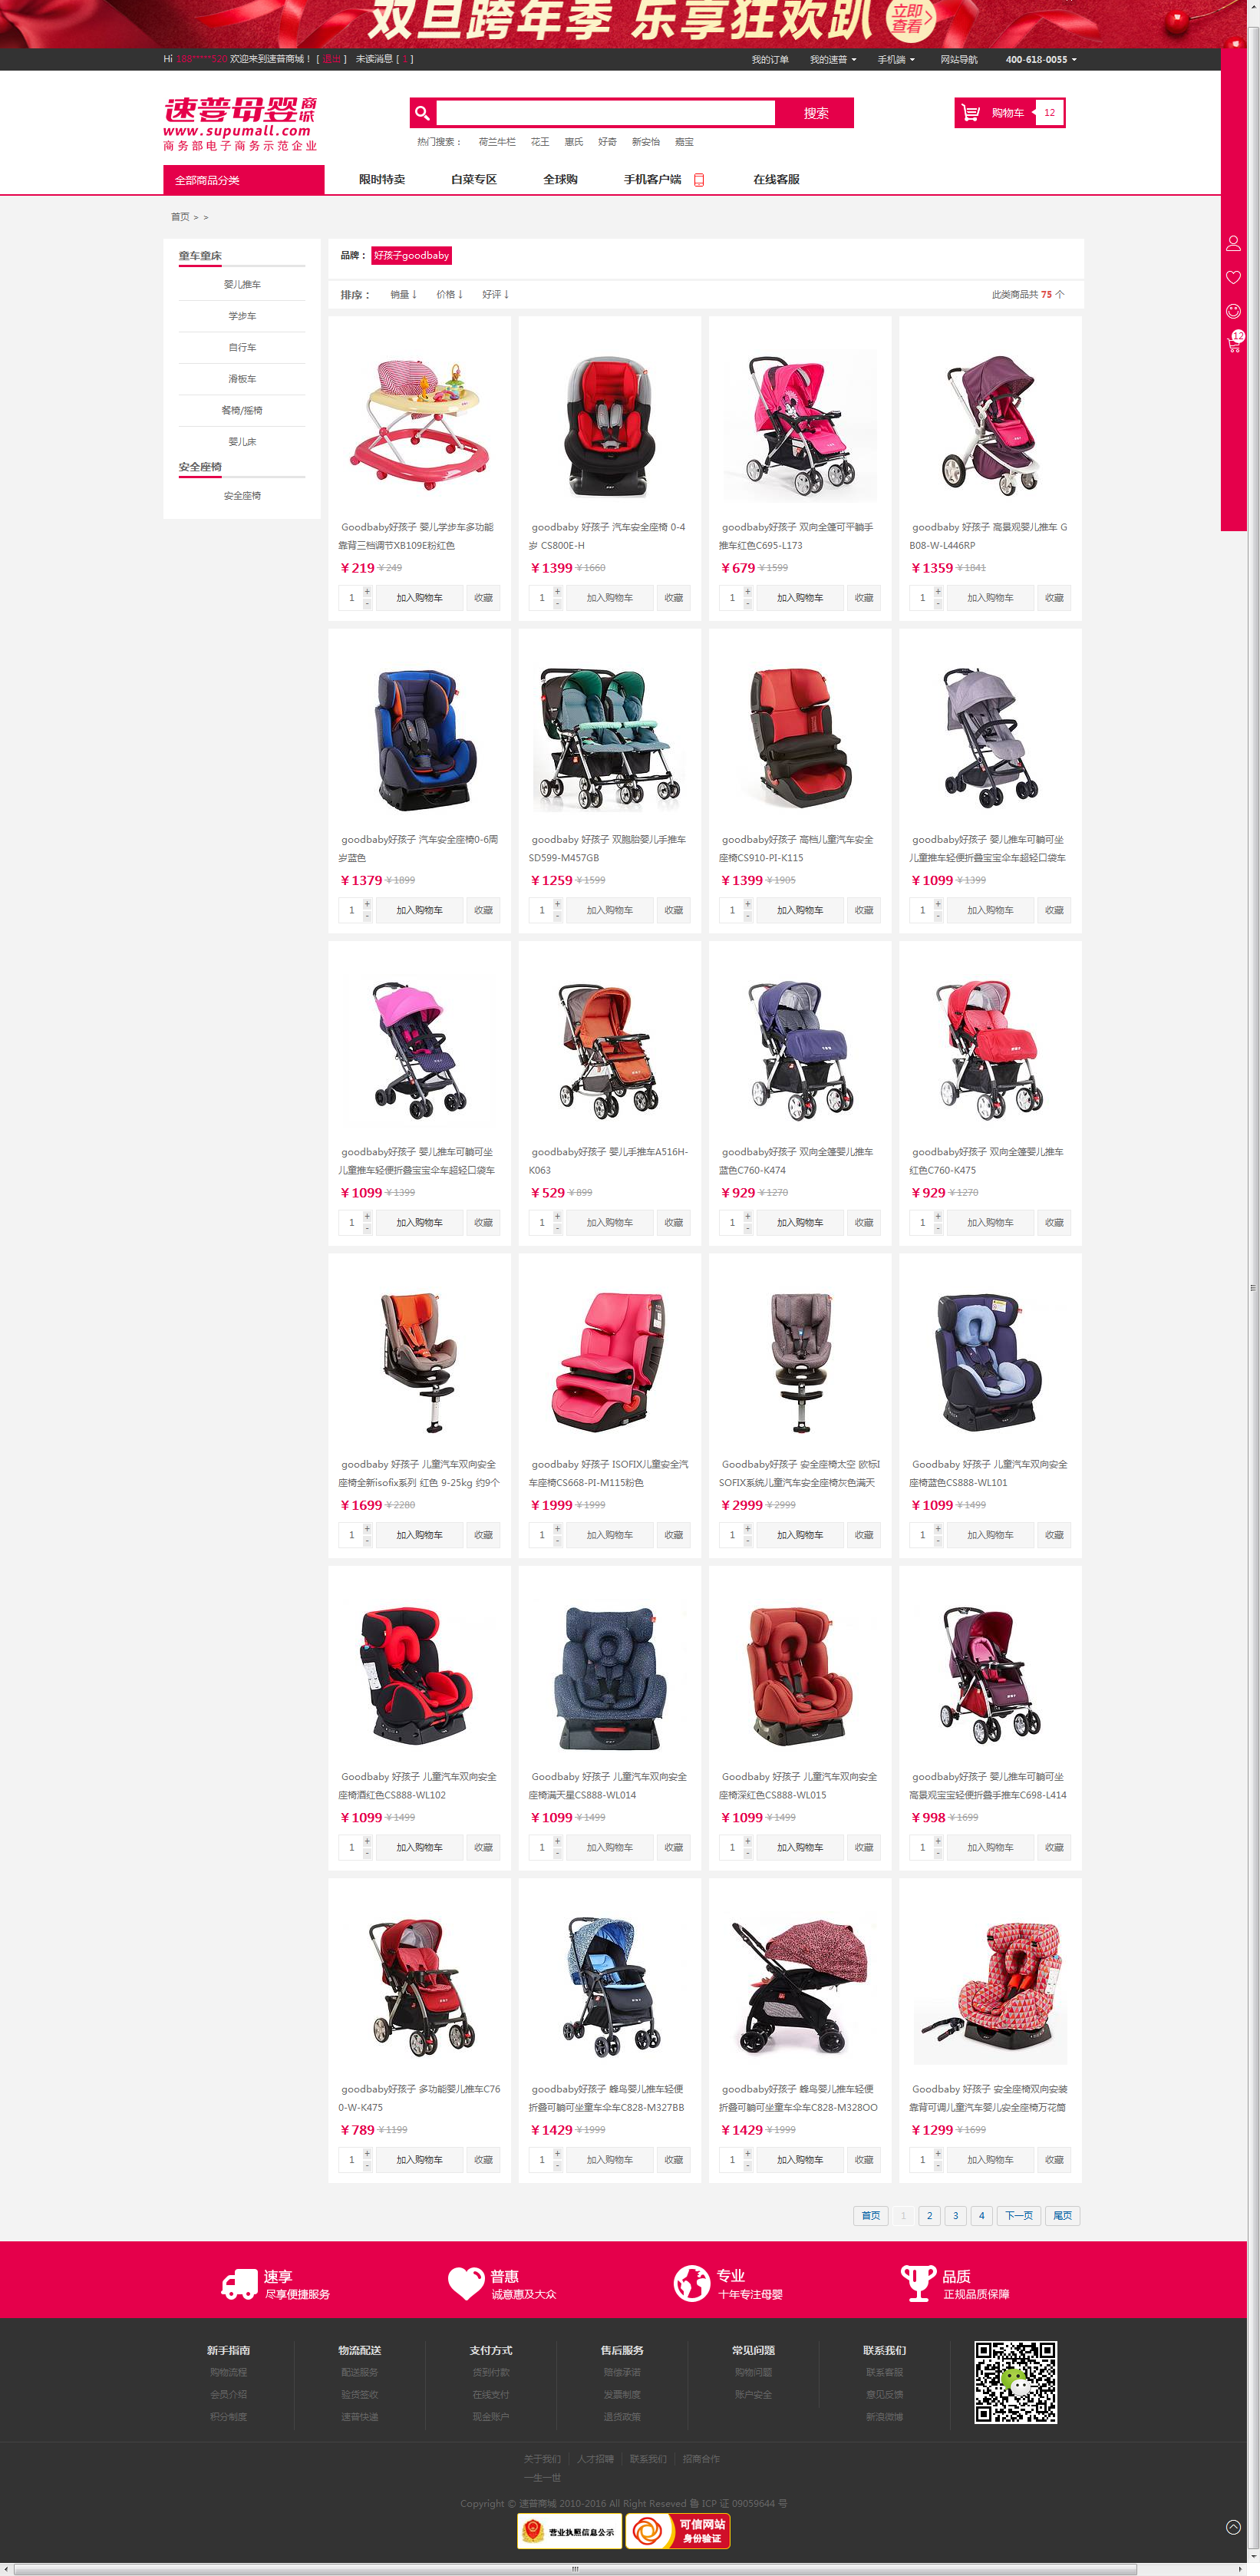 双旦跨年季 乐享狂欢趴 立即查看
Hi 188*****520 欢迎来到速普商城！ [ 退出 ] 未读消息 [ 1 ]
我的订单 我的速普 手机端 网站导航 400-618-0055
速普母婴商城
www.supumall.com
商务部电子商务示范企业
搜索
购物车 12
热门搜索： 荷兰牛栏 花王 惠氏 好奇 新安怡 嘉宝
全部商品分类 限时特卖 白菜专区 全球购 手机客户端 在线客服
首页 > >
童车童床
婴儿推车
学步车
自行车
滑板车
餐椅/摇椅
婴儿床
安全座椅
安全座椅
品牌： 好孩子goodbaby
排序： 销量↓ 价格↓ 好评↓ 此类商品共 75 个
12
Goodbaby好孩子 婴儿学步车多功能
靠背三档调节XB109E粉红色
￥219 ￥249
1 + - 加入购物车 收藏
goodbaby 好孩子 汽车安全座椅 0-4
岁 CS800E-H
￥1399 ￥1660
1 + - 加入购物车 收藏
goodbaby好孩子 双向全篷可平躺手
推车红色C695-L173
￥679 ￥1599
1 + - 加入购物车 收藏
goodbaby 好孩子 高景观婴儿推车 G
B08-W-L446RP
￥1359 ￥1841
1 + - 加入购物车 收藏
goodbaby好孩子 汽车安全座椅0-6周
岁蓝色
￥1379 ￥1899
1 + - 加入购物车 收藏
goodbaby 好孩子 双胞胎婴儿手推车
SD599-M457GB
￥1259 ￥1599
1 + - 加入购物车 收藏
goodbaby好孩子 高档儿童汽车安全
座椅CS910-PI-K115
￥1399 ￥1905
1 + - 加入购物车 收藏
goodbaby好孩子 婴儿推车可躺可坐
儿童推车轻便折叠宝宝伞车超轻口袋车
￥1099 ￥1399
1 + - 加入购物车 收藏
goodbaby好孩子 婴儿推车可躺可坐
儿童推车轻便折叠宝宝伞车超轻口袋车
￥1099 ￥1399
1 + - 加入购物车 收藏
goodbaby好孩子 婴儿手推车A516H-
K063
￥529 ￥899
1 + - 加入购物车 收藏
goodbaby好孩子 双向全篷婴儿推车
蓝色C760-K474
￥929 ￥1270
1 + - 加入购物车 收藏
goodbaby好孩子 双向全篷婴儿推车
红色C760-K475
￥929 ￥1270
1 + - 加入购物车 收藏
goodbaby 好孩子 儿童汽车双向安全
座椅全新isofix系列 红色 9-25kg 约9个
￥1699 ￥2280
1 + - 加入购物车 收藏
goodbaby 好孩子 ISOFIX儿童安全汽
车座椅CS668-PI-M115粉色
￥1999 ￥1999
1 + - 加入购物车 收藏
Goodbaby好孩子 安全座椅太空 欧标I
SOFIX系统儿童汽车安全座椅灰色满天
￥2999 ￥2999
1 + - 加入购物车 收藏
Goodbaby 好孩子 儿童汽车双向安全
座椅蓝色CS888-WL101
￥1099 ￥1499
1 + - 加入购物车 收藏
Goodbaby 好孩子 儿童汽车双向安全
座椅酒红色CS888-WL102
￥1099 ￥1499
1 + - 加入购物车 收藏
Goodbaby 好孩子 儿童汽车双向安全
座椅满天星CS888-WL014
￥1099 ￥1499
1 + - 加入购物车 收藏
Goodbaby 好孩子 儿童汽车双向安全
座椅深红色CS888-WL015
￥1099 ￥1499
1 + - 加入购物车 收藏
goodbaby好孩子 婴儿推车可躺可坐
高景观宝宝轻便折叠手推车C698-L414
￥998 ￥1699
1 + - 加入购物车 收藏
goodbaby好孩子 多功能婴儿推车C76
0-W-K475
￥789 ￥1199
1 + - 加入购物车 收藏
goodbaby好孩子 蜂鸟婴儿推车轻便
折叠可躺可坐童车伞车C828-M327BB
￥1429 ￥1999
1 + - 加入购物车 收藏
goodbaby好孩子 蜂鸟婴儿推车轻便
折叠可躺可坐童车伞车C828-M328OO
￥1429 ￥1999
1 + - 加入购物车 收藏
Goodbaby 好孩子 安全座椅双向安装
靠背可调儿童汽车婴儿安全座椅万花筒
￥1299 ￥1699
1 + - 加入购物车 收藏
首页 1 2 3 4 下一页 尾页
速享
尽享便捷服务
普惠
诚意惠及大众
专业
十年专注母婴
品质
正规品质保障
新手指南 物流配送 支付方式 售后服务 常见问题 联系我们
购物流程 配送服务 货到付款 赔偿承诺 购物问题 联系客服
会员介绍 验货签收 在线支付 发票制度 账户安全 意见反馈
积分制度 速普快递 现金账户 退货政策 新浪微博
关于我们 人才招聘 联系我们 招商合作
一生一世
Copyright © 速普商城 2010-2016 All Right Reseved 鲁 ICP 证 09059644 号
营业执照信息公示
可信网站
身份验证